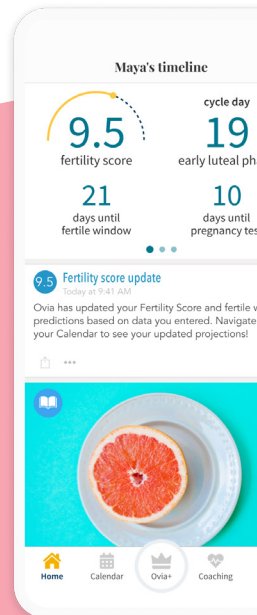 Maya's timeline
9.5
fertility score
cycle day
19
early luteal
21
days until
fertile window
10
days until
pregnancy
9.5 Fertility score update
Today at 9:41 AM
Ovia has updated your Fertility Score and fertile
predictions based on data you entered. Navigate
your Calendar to see your updated projections!
Home
Calendar
Ovia+
Coaching